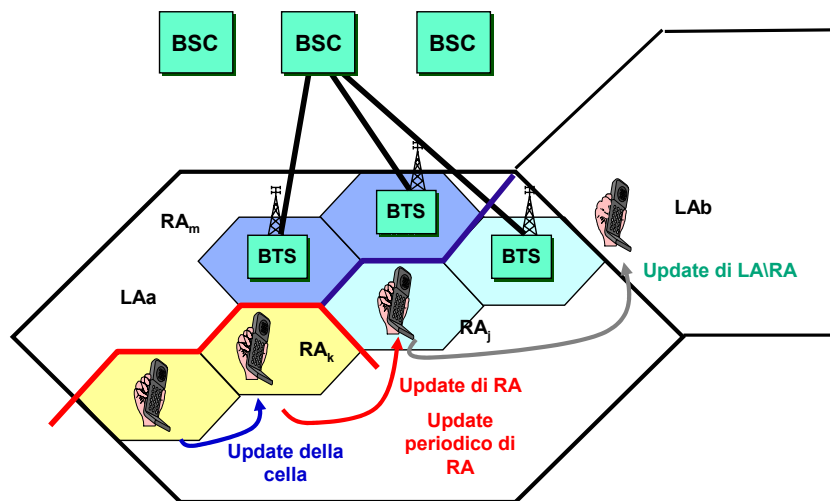 BSC
BSC
BSC
RAm
BTS
BTS
BTS
LAb
Update di LA\RA
LAa
RAk
RAj
Update di RA
Update
periodico di
RA
Update della
cella